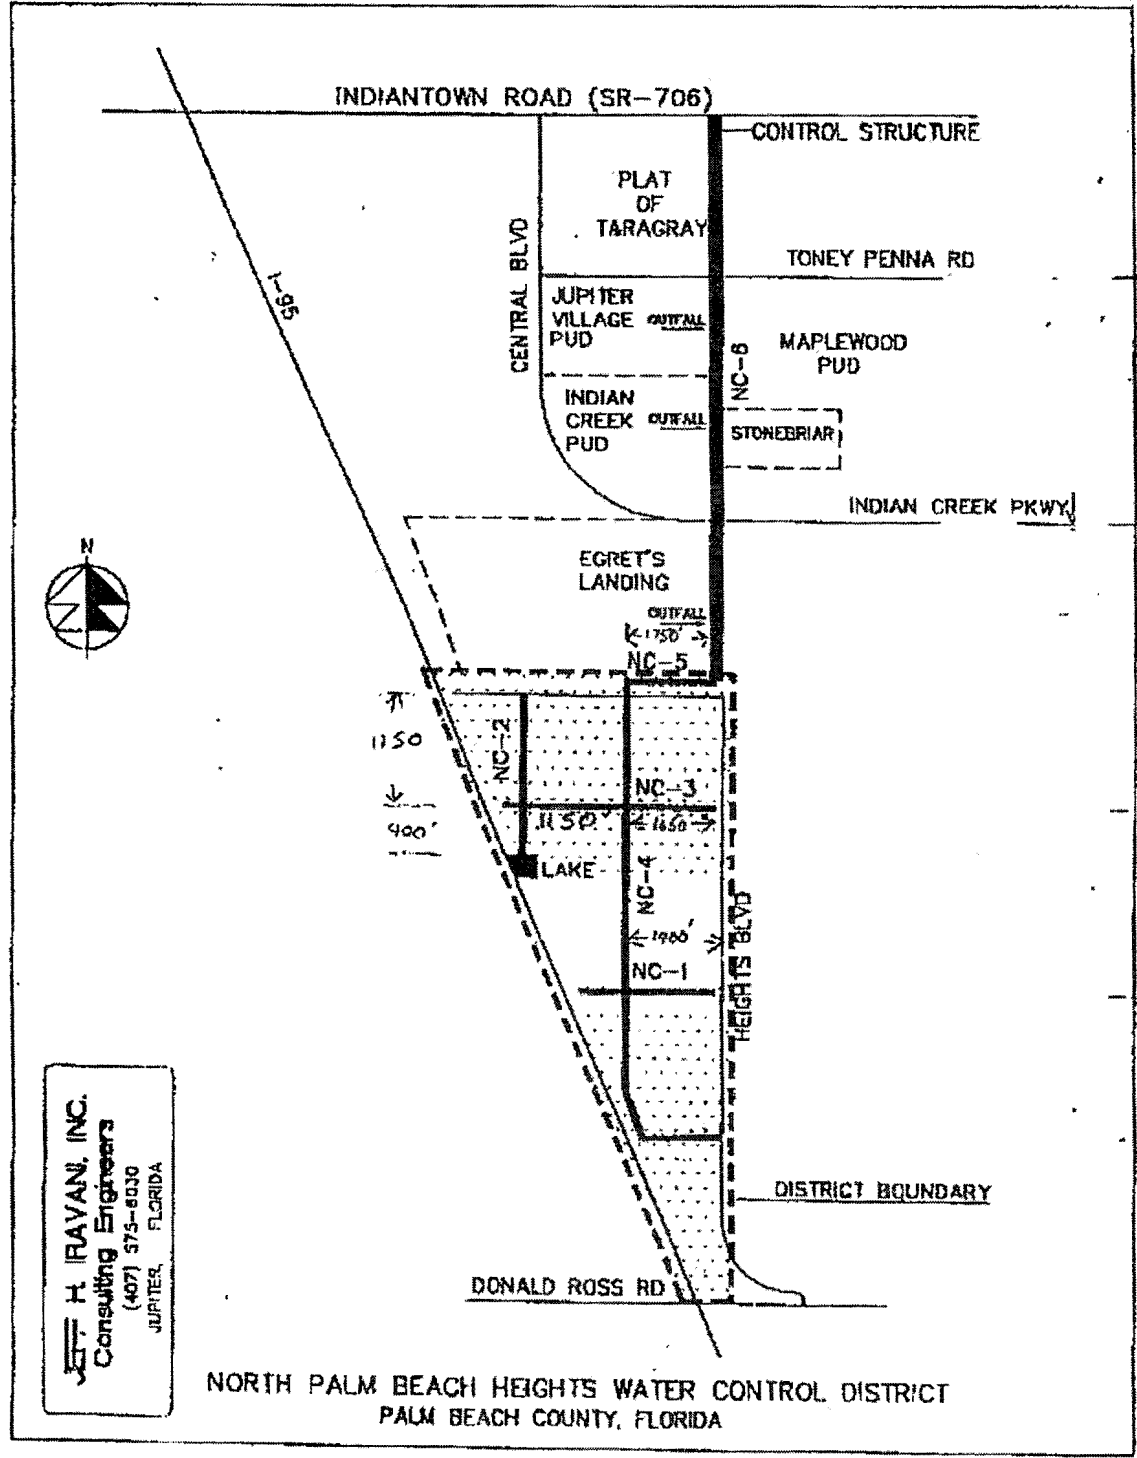 INDIANTOWN ROAD (SR-706)
CONTROL STRUCTURE
PLAT
OF
TARAGRAY
CENTRAL BLVD
TONEY PENNA RD
I-95
JUPITER
VILLAGE
PUD
OUTFALL
NC-6
MAPLEWOOD
PUD
INDIAN
CREEK
PUD
OUTFALL
STONEBRIAR
INDIAN CREEK PKWY
N
EGRET'S
LANDING
OUTFALL
1750'
NC-5
1150
NC-2
NC-3
1150'
1650'
400'
LAKE
NC-4
1900'
HEIGHTS BLVD
NC-1
JEFF H. IRAVANI, INC.
Consulting Engineers
(407) 575-6030
JUPITER, FLORIDA
DISTRICT BOUNDARY
DONALD ROSS RD
NORTH PALM BEACH HEIGHTS WATER CONTROL DISTRICT
PALM BEACH COUNTY, FLORIDA